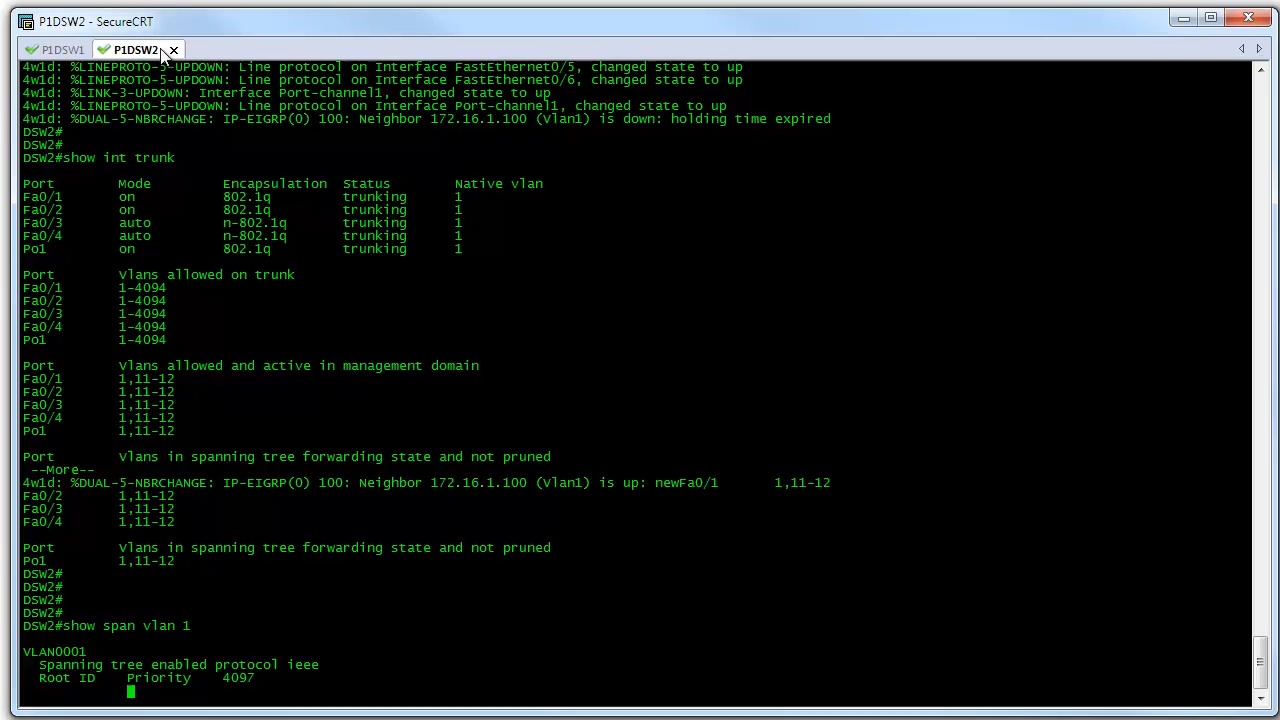 P1DSW2 - SecureCRT
P1DSW1 P1DSW2
4w1d: %LINEPROTO-5-UPDOWN: Line protocol on Interface FastEthernet0/5, changed state to up
4w1d: %LINEPROTO-5-UPDOWN: Line protocol on Interface FastEthernet0/6, changed state to up
4w1d: %LINK-3-UPDOWN: Interface Port-channel1, changed state to up
4w1d: %LINEPROTO-5-UPDOWN: Line protocol on Interface Port-channel1, changed state to up
4w1d: %DUAL-5-NBRCHANGE: IP-EIGRP(0) 100: Neighbor 172.16.1.100 (Vlan1) is down: holding time expired
DSW2#
DSW2#
DSW2#show int trunk
Port Mode Encapsulation Status Native vlan
Fa0/1 on 802.1q trunking 1
Fa0/2 on 802.1q trunking 1
Fa0/3 auto n-802.1q trunking 1
Fa0/4 auto n-802.1q trunking 1
Po1 on 802.1q trunking 1
Port Vlans allowed on trunk
Fa0/1 1-4094
Fa0/2 1-4094
Fa0/3 1-4094
Fa0/4 1-4094
Po1 1-4094
Port Vlans allowed and active in management domain
Fa0/1 1,11-12
Fa0/2 1,11-12
Fa0/3 1,11-12
Fa0/4 1,11-12
Po1 1,11-12
Port Vlans in spanning tree forwarding state and not pruned
--More--
4w1d: %DUAL-5-NBRCHANGE: IP-EIGRP(0) 100: Neighbor 172.16.1.100 (Vlan1) is up: newFa0/1 1,11-12
Fa0/2 1,11-12
Fa0/3 1,11-12
Fa0/4 1,11-12
Port Vlans in spanning tree forwarding state and not pruned
Po1 1,11-12
DSW2#
DSW2#
DSW2#
DSW2#
DSW2#show span vlan 1
VLAN0001
Spanning tree enabled protocol ieee
Root ID Priority 4097